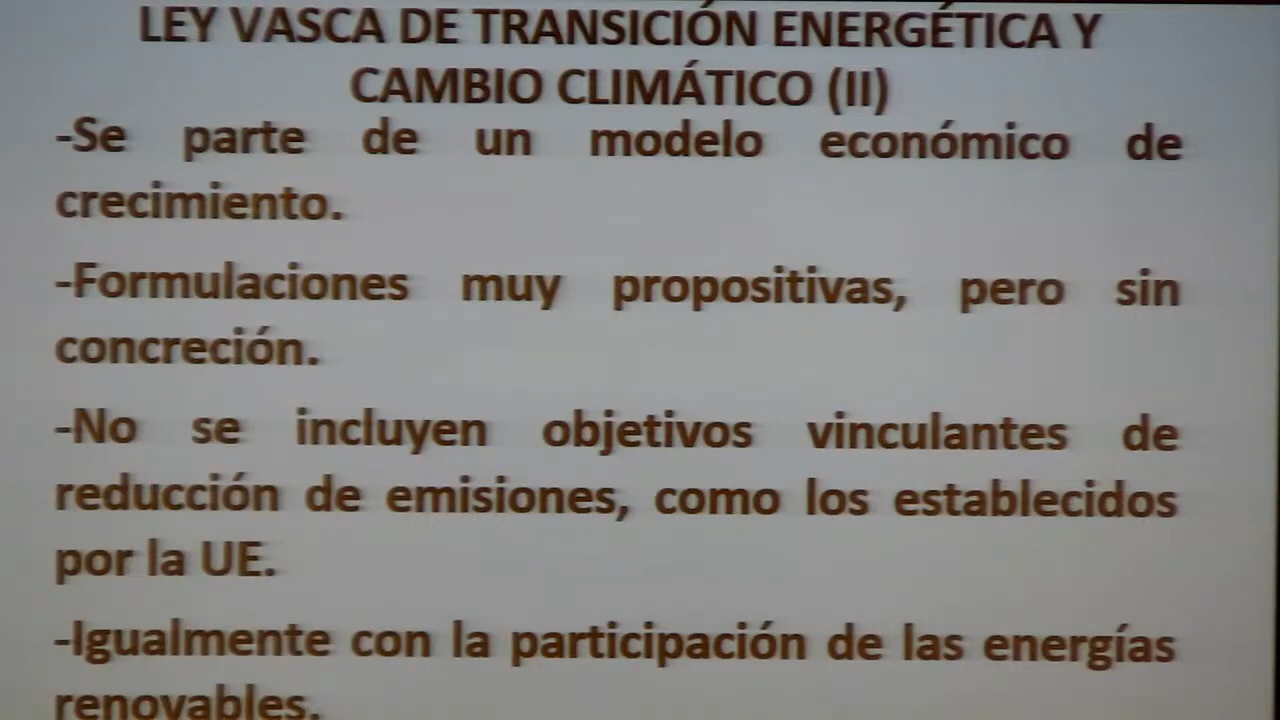 LEY VASCA DE TRANSICIÓN ENERGÉTICA Y
CAMBIO CLIMÁTICO (II)
-Se parte de un modelo económico de
crecimiento.
-Formulaciones muy propositivas, pero sin
concreción.
-No se incluyen objetivos vinculantes de
reducción de emisiones, como los establecidos
por la UE.
-Igualmente con la participación de las energías
renovables.